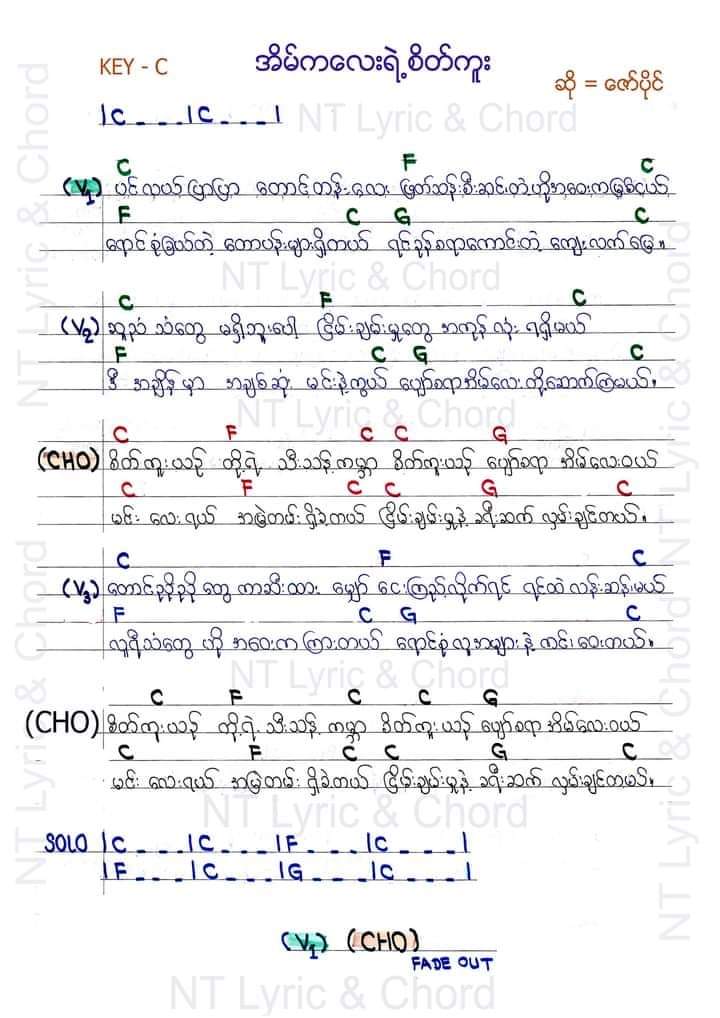 KEY - C
အိမ်ကလေးရဲ့စိတ်ကူး
ဆို = ဇော်ပိုင်
|C _ _ _ |C _ _ _ |
NT Lyric & Chord
C F C
(V1) ပင်လယ်ပြာပြာ တောင်တန်းလေး ဖြတ်သန်းစီးဆင်းတဲ့ ဟိုအဝေးကမြစ်ငယ်
F C G C
ရောင်စုံခြယ်တဲ့ တောပန်းများရှိတယ် ရင်ခုန်စရာကောင်းတဲ့ ကျေးလက်မြေ။
NT Lyric & Chord
C F C
(V2) ဆူညံသံတွေ မရှိဘူးပေါ့ ငြိမ်းချမ်းမှုတွေ အကုန်လုံး ရရှိမယ်
F C G C
ဒီ အချိန်မှာ အချစ်ဆုံး မင်းနဲ့ကွယ် ပျော်စရာအိမ်လေးတို့ဆောက်ကြမယ်။
NT Lyric & Chord
C F C C G
(CHO) စိတ်ကူးယဉ် တို့ရဲ့ သီးသန့်ကမ္ဘာ စိတ်ကူးယဉ် ပျော်စရာ အိမ်လေးဝယ်
C F C C G C
မင်း လေးရယ် အမြဲတမ်းရှိခဲ့တယ် ငြိမ်းချမ်းမှုနဲ့ ခရီးဆက် လှမ်းချင်တယ်။
C F C
(V3) တောင်ညိုညိုတွေ ကာဆီးထား မျှော် ငေးကြည့်လိုက်ရင် ရင်ထဲ လန်းဆန်းမယ်
F C G C
လူရီသံတွေ ဟို အဝေးက ကြားတယ် ရောင်စုံလူအများနဲ့ ကင်းဝေးတယ်။
NT Lyric & Chord
C F C C G
(CHO) စိတ်ကူးယဉ် တို့ရဲ့ သီးသန့်ကမ္ဘာ စိတ်ကူးယဉ် ပျော်စရာအိမ်လေးဝယ်
C F C C G C
မင်း လေးရယ် အမြဲတမ်း ရှိခဲ့တယ် ငြိမ်းချမ်းမှုနဲ့ ခရီးဆက် လှမ်းချင်တယ်။
NT Lyric & Chord
SOLO |C _ _ _ |C _ _ _ |F _ _ _ |C _ _ _ |
|F _ _ _ |C _ _ _ |G _ _ _ |C _ _ _ |
(V1) (CHO)
FADE OUT
NT Lyric & Chord